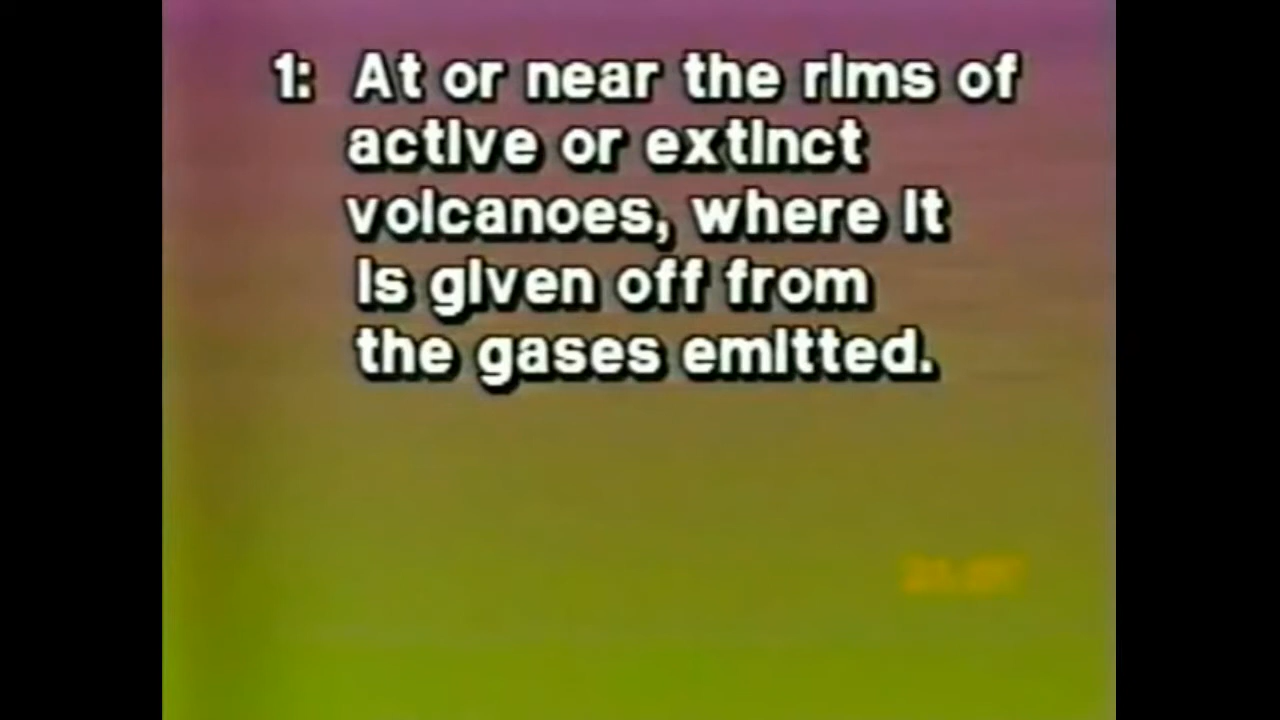 1: At or near the rims of
active or extinct
volcanoes, where it
is given off from
the gases emitted.